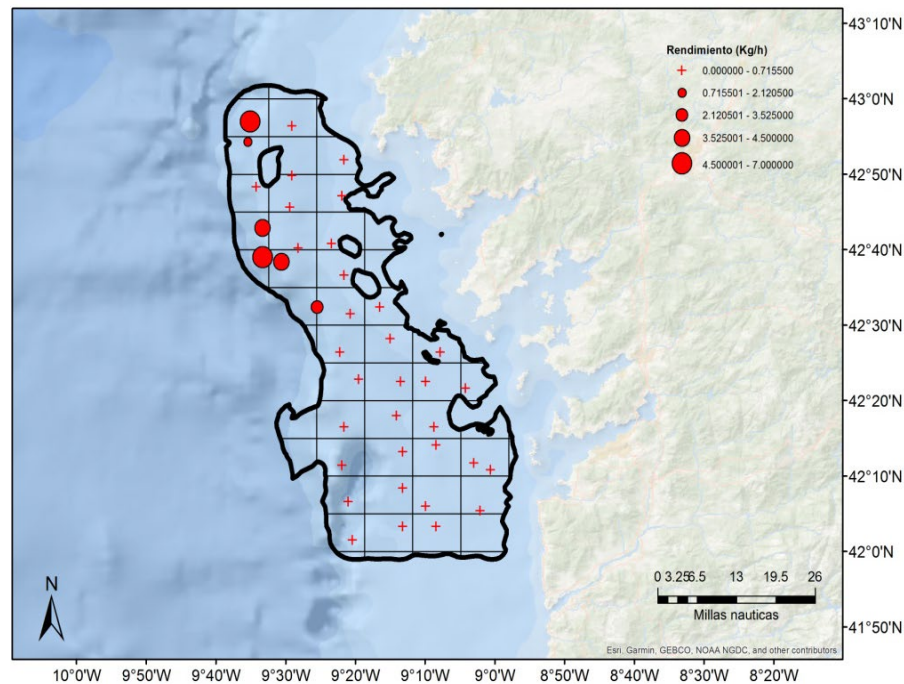 43°10'N
Rendimiento (Kg/h)
0.000000 - 0.715500
0.715501 - 2.120500
2.120501 - 3.525000
3.525001 - 4.500000
4.500001 - 7.000000
43°0'N
42°50'N
42°40'N
42°30'N
42°20'N
42°10'N
42°0'N
41°50'N
N
0 3.256.5 13 19.5 26
Millas nauticas
Esri, Garmin, GEBCO, NOAA NGDC, and other contributors
10°0'W 9°50'W 9°40'W 9°30'W 9°20'W 9°10'W 9°0'W 8°50'W 8°40'W 8°30'W 8°20'W